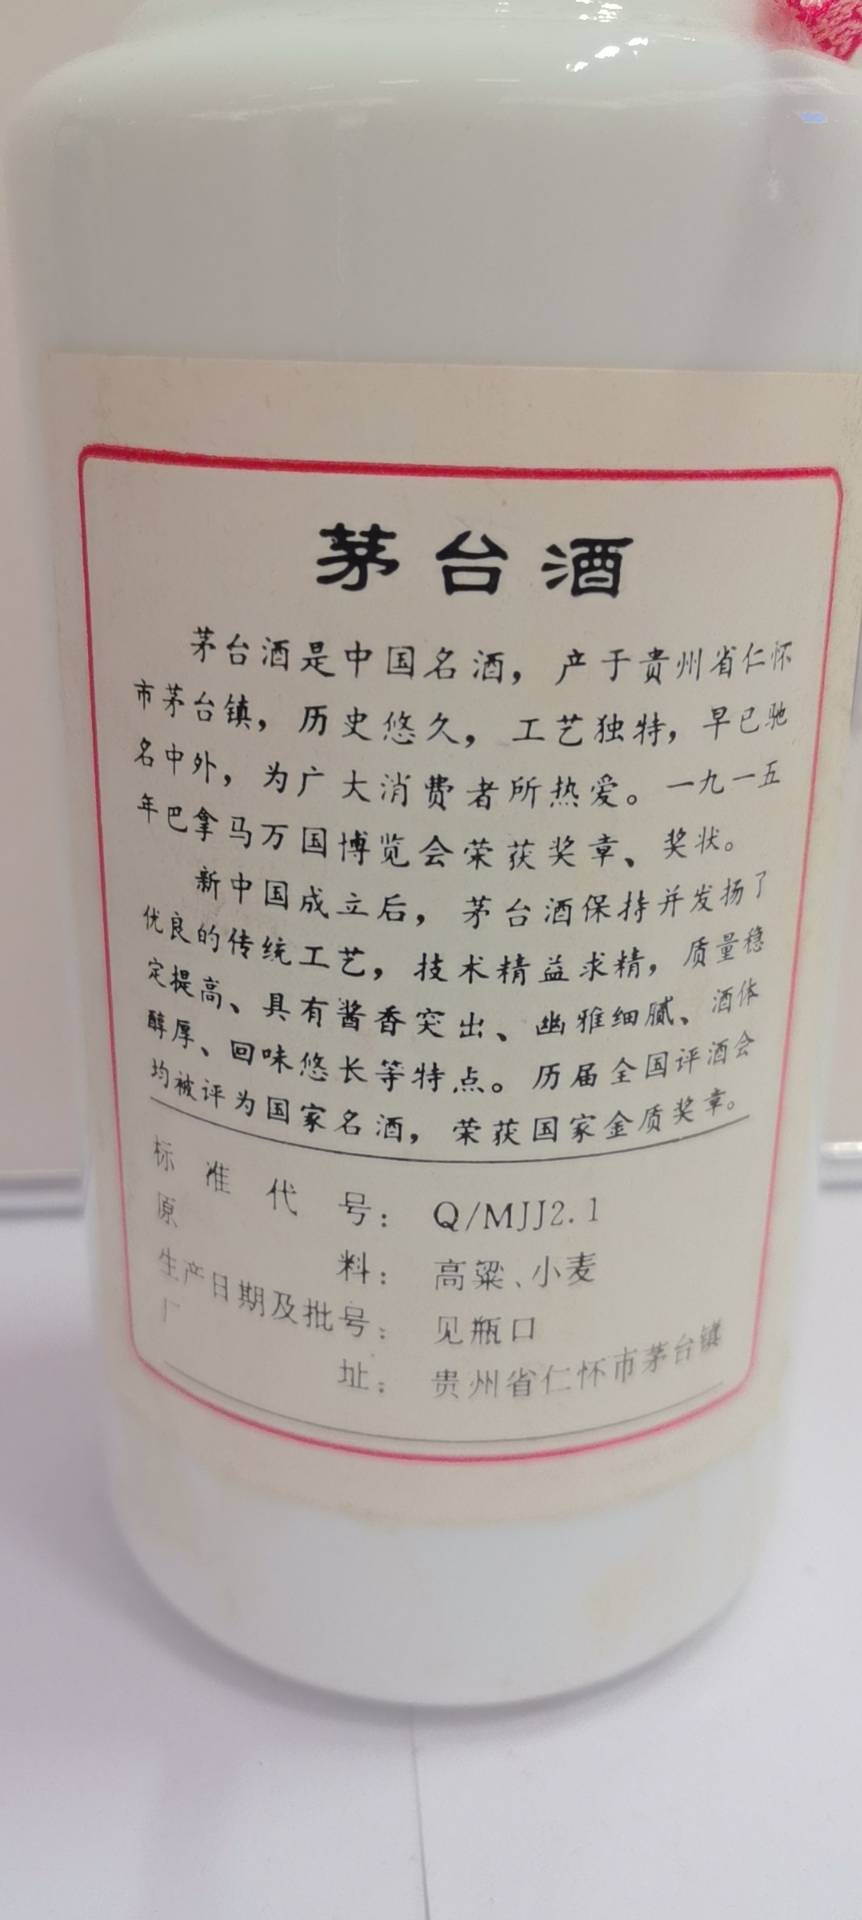 茅台酒
茅台酒是中国名酒，产于贵州省仁怀
市茅台镇，历史悠久，工艺独特，早已驰
名中外，为广大消费者所热爱。一九一五
年巴拿马万国博览会荣获奖章、奖状。
新中国成立后，茅台酒保持并发扬了
优良的传统工艺，技术精益求精，质量稳
定提高、具有酱香突出、幽雅细腻、酒体
醇厚、回味悠长等特点。历届全国评酒会
均被评为国家名酒，荣获国家金质奖章。
标准代号：Q/MJJ2.1
原料：高粱、小麦
生产日期及批号：见瓶口
厂址：贵州省仁怀市茅台镇